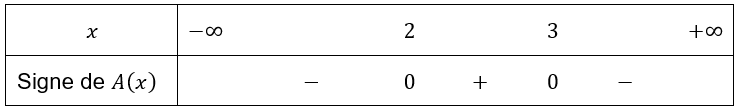 x −∞ 2 3 +∞
Signe de A(x) − 0 + 0 −